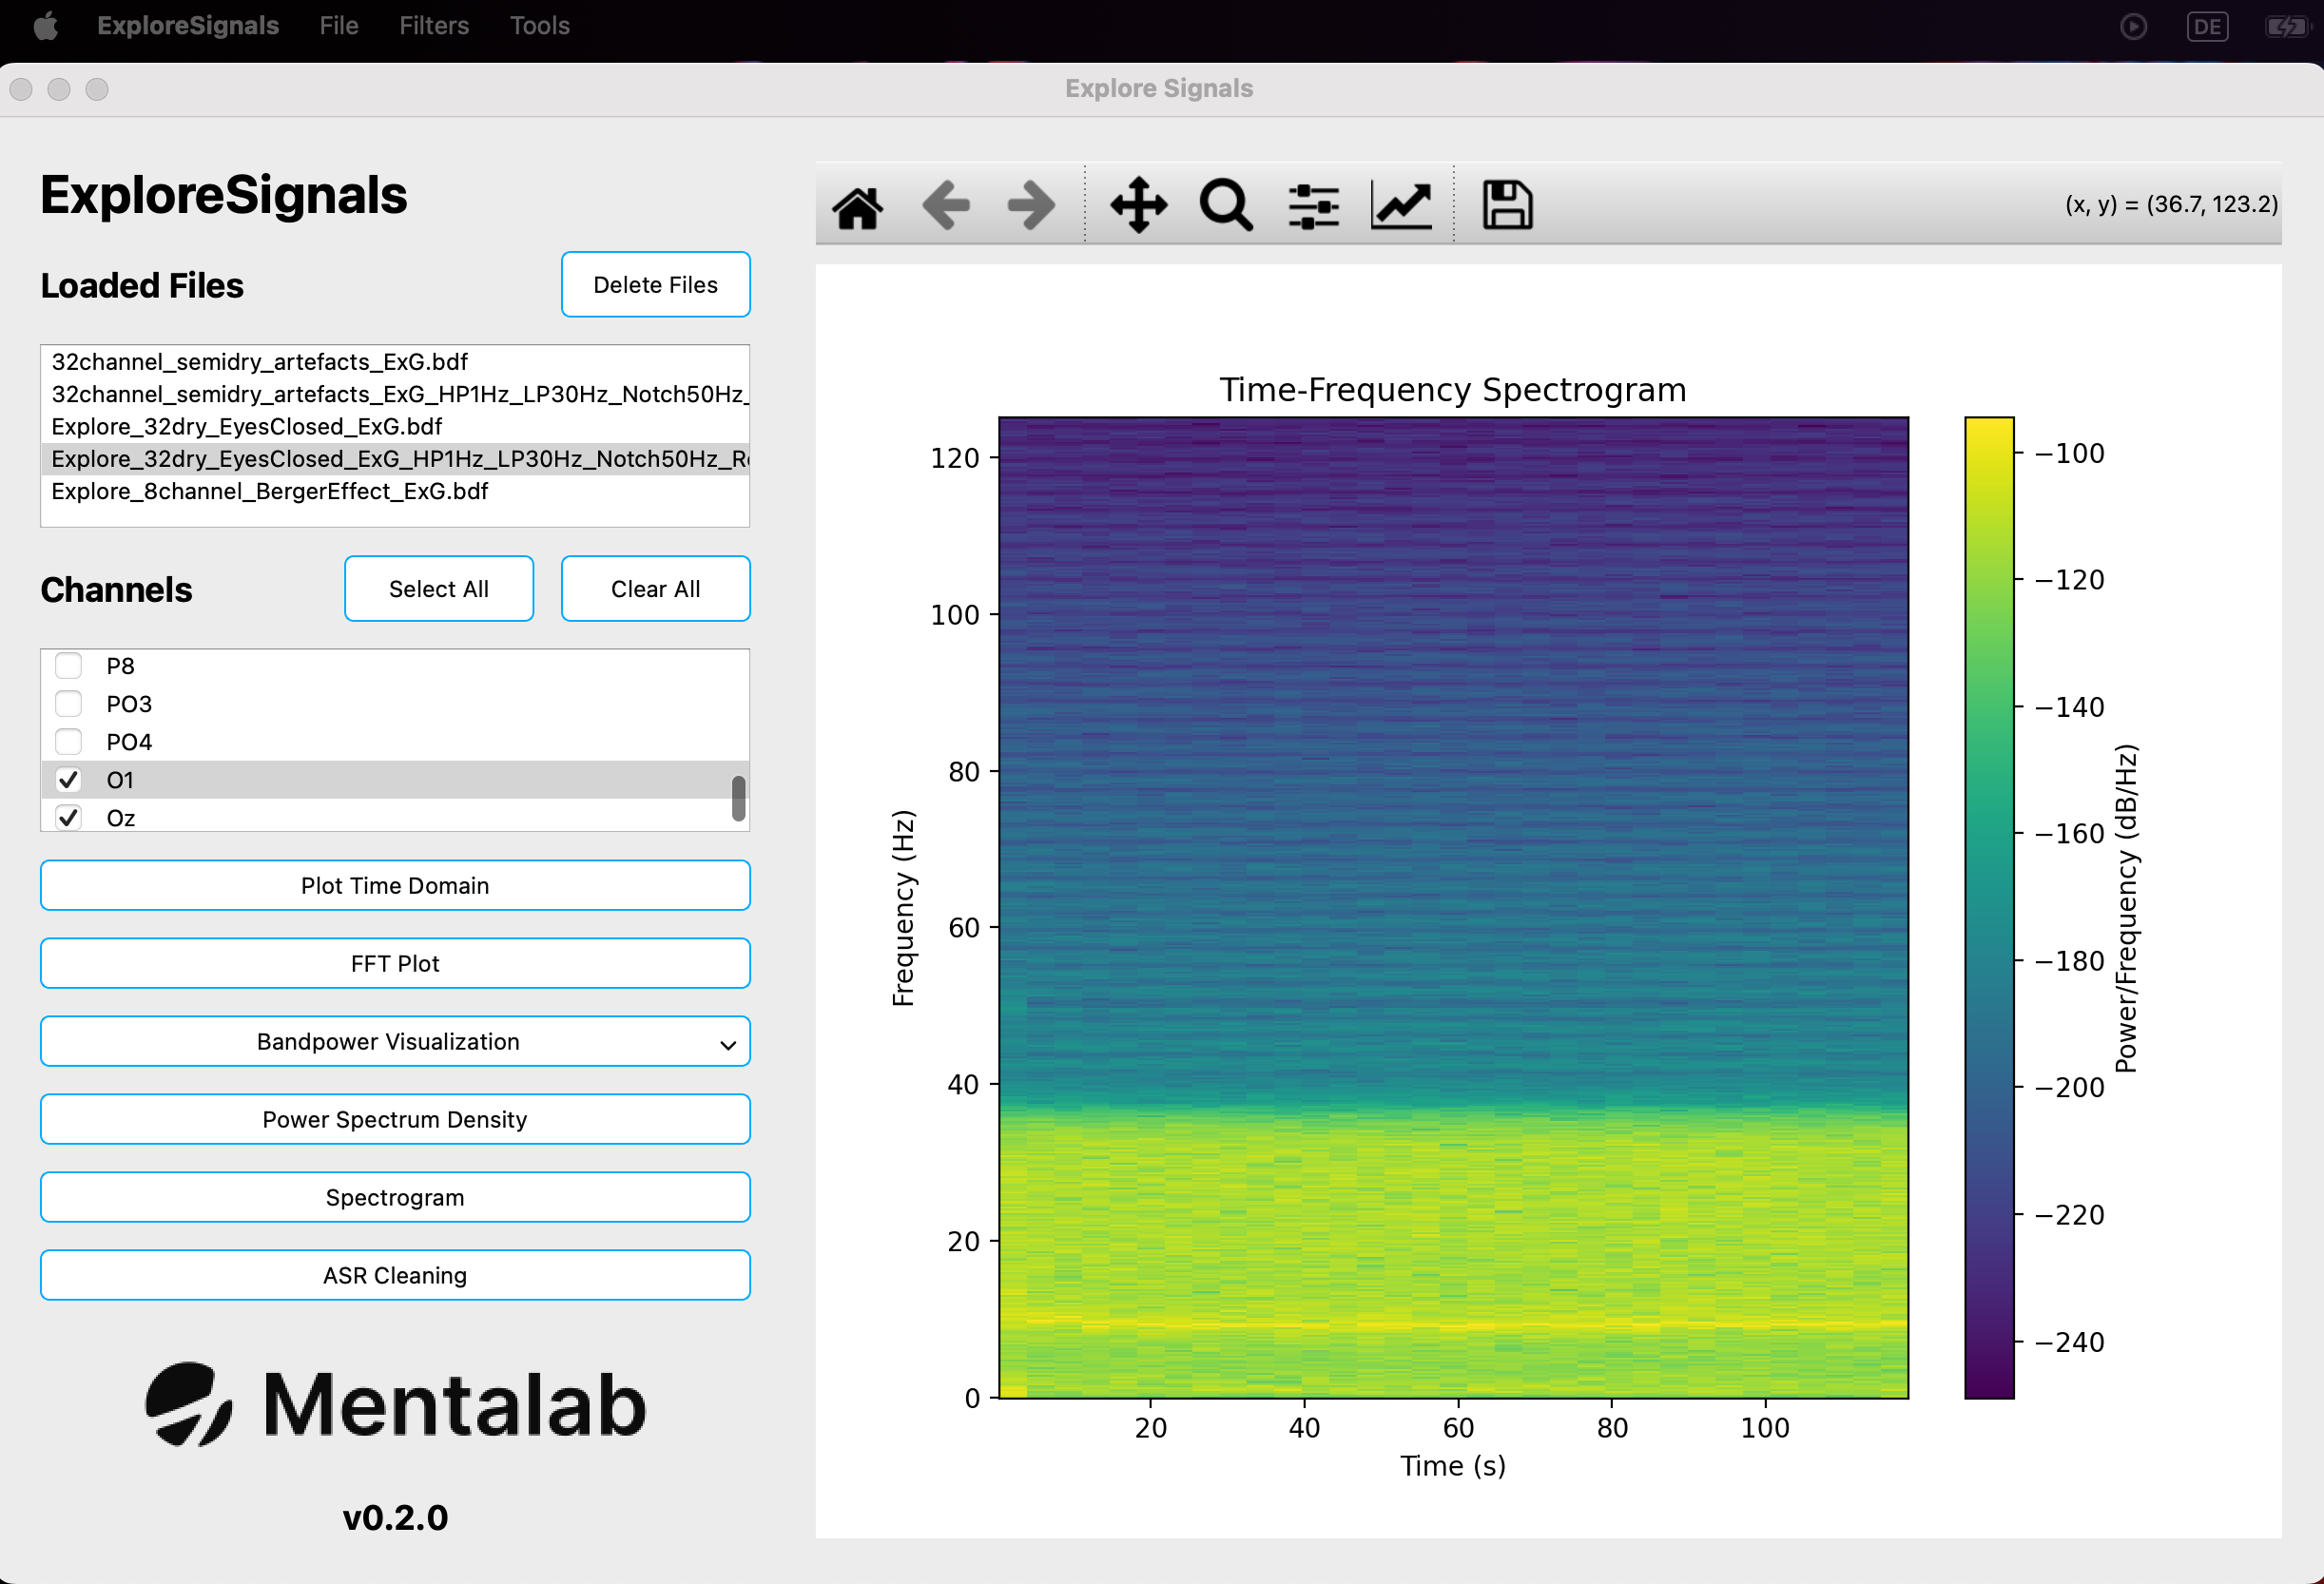 ExploreSignals File Filters Tools DE
Explore Signals
ExploreSignals
Loaded Files
Delete Files
32channel_semidry_artefacts_ExG.bdf
32channel_semidry_artefacts_ExG_HP1Hz_LP30Hz_Notch50Hz_
Explore_32dry_EyesClosed_ExG.bdf
Explore_32dry_EyesClosed_ExG_HP1Hz_LP30Hz_Notch50Hz_Re
Explore_8channel_BergerEffect_ExG.bdf
Channels
Select All
Clear All
P8
PO3
PO4
O1
Oz
Plot Time Domain
FFT Plot
Bandpower Visualization
Power Spectrum Density
Spectrogram
ASR Cleaning
Mentalab
v0.2.0
(x, y) = (36.7, 123.2)
Time-Frequency Spectrogram
Frequency (Hz)
120
100
80
60
40
20
0
20 40 60 80 100
Time (s)
−100
−120
−140
−160
−180
−200
−220
−240
Power/Frequency (dB/Hz)